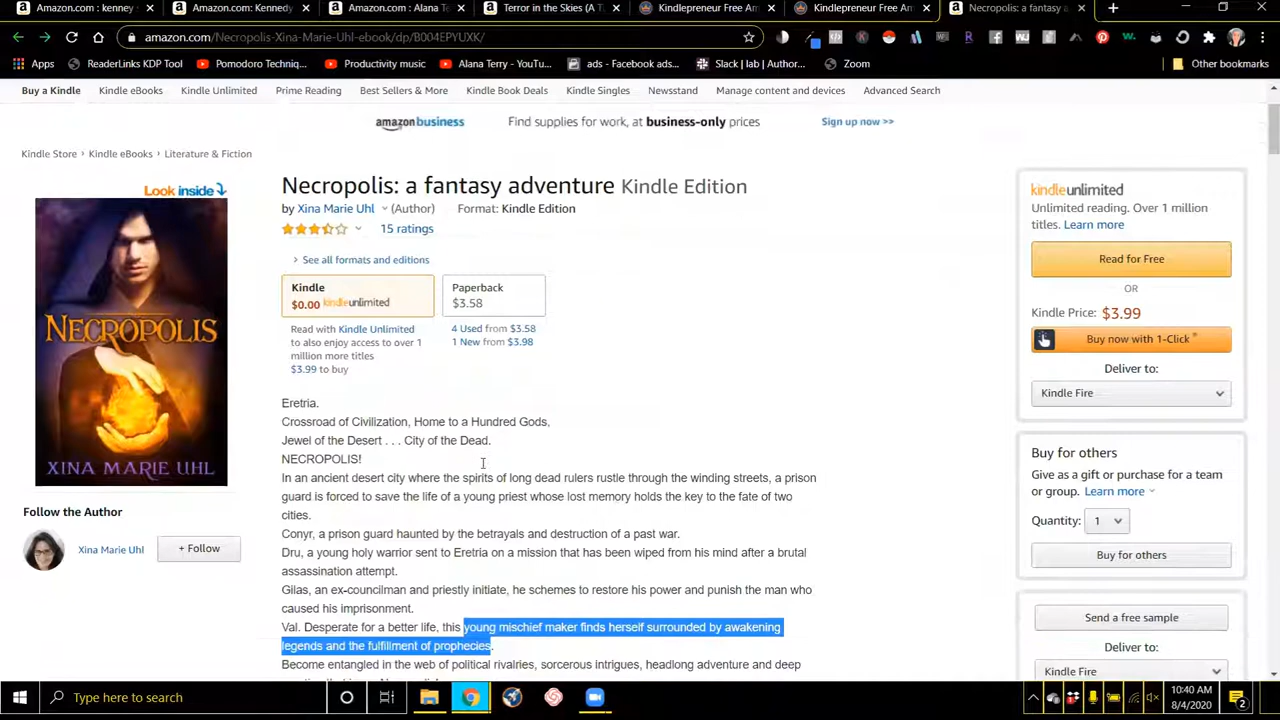 Amazon.com : kenney s
Amazon.com: Kennedy
Amazon.com : Alana Te
Terror in the Skies (A T
Kindlepreneur Free Am
Kindlepreneur Free Am
Necropolis: a fantasy a
amazon.com/Necropolis-Xina-Marie-Uhl-ebook/dp/B004EPYUXK/
Apps
ReaderLinks KDP Tool
Pomodoro Techniq...
Productivity music
Alana Terry - YouTu...
ads - Facebook ads...
Slack | lab | Author...
Zoom
Other bookmarks
Buy a Kindle
Kindle eBooks
Kindle Unlimited
Prime Reading
Best Sellers & More
Kindle Book Deals
Kindle Singles
Newsstand
Manage content and devices
Advanced Search
amazonbusiness
Find supplies for work, at business-only prices
Sign up now >>
Kindle Store › Kindle eBooks › Literature & Fiction
Look inside
NECROPOLIS
XINA MARIE UHL
Follow the Author
Xina Marie Uhl
+ Follow
Necropolis: a fantasy adventure Kindle Edition
by Xina Marie Uhl (Author) Format: Kindle Edition
15 ratings
› See all formats and editions
Kindle
$0.00 kindleunlimited
Paperback
$3.58
Read with Kindle Unlimited
to also enjoy access to over 1
million more titles
$3.99 to buy
4 Used from $3.58
1 New from $3.98
Eretria.
Crossroad of Civilization, Home to a Hundred Gods,
Jewel of the Desert . . . City of the Dead.
NECROPOLIS!
In an ancient desert city where the spirits of long dead rulers rustle through the winding streets, a prison
guard is forced to save the life of a young priest whose lost memory holds the key to the fate of two
cities.
Conyr, a prison guard haunted by the betrayals and destruction of a past war.
Dru, a young holy warrior sent to Eretria on a mission that has been wiped from his mind after a brutal
assassination attempt.
Gilas, an ex-councilman and priestly initiate, he schemes to restore his power and punish the man who
caused his imprisonment.
Val. Desperate for a better life, this young mischief maker finds herself surrounded by awakening
legends and the fulfillment of prophecies.
Become entangled in the web of political rivalries, sorcerous intrigues, headlong adventure and deep
kindleunlimited
Unlimited reading. Over 1 million
titles. Learn more
Read for Free
OR
Kindle Price: $3.99
Buy now with 1-Click ®
Deliver to:
Kindle Fire
Buy for others
Give as a gift or purchase for a team
or group. Learn more
Quantity: 1
Buy for others
Send a free sample
Deliver to:
Kindle Fire
Type here to search
10:40 AM
8/4/2020
2